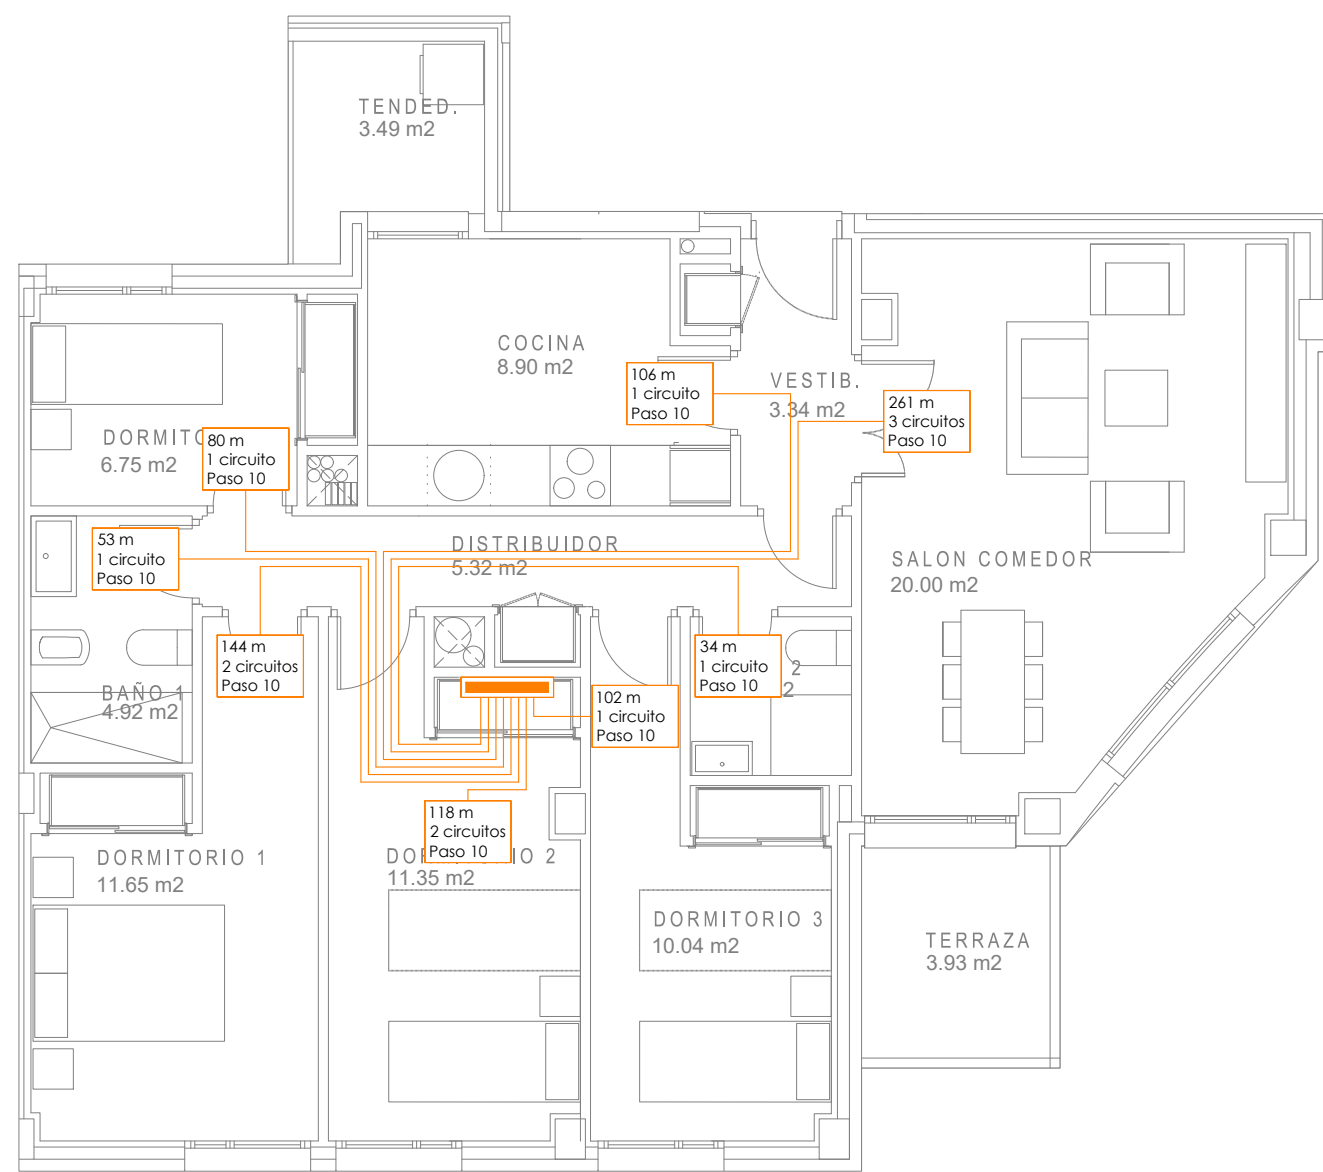 TENDED.
3.49 m2
COCINA
8.90 m2
106 m
1 circuito
Paso 10
VESTIB.
3.34 m2
261 m
3 circuitos
Paso 10
80 m
1 circuito
Paso 10
6.75 m2
53 m
1 circuito
Paso 10
DISTRIBUIDOR
5.32 m2
SALON COMEDOR
20.00 m2
144 m
2 circuitos
Paso 10
34 m
1 circuito
Paso 10
2
2
BAÑO 1
4.92 m2
102 m
1 circuito
Paso 10
118 m
2 circuitos
Paso 10
DORMITORIO 1
11.65 m2
2
11.35 m2
DORMITORIO 3
10.04 m2
TERRAZA
3.93 m2